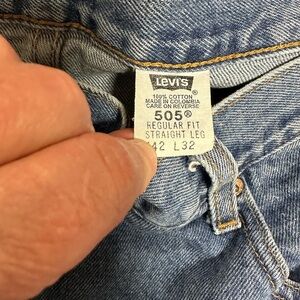 LEVI'S
100% COTTON
MADE IN COLOMBIA
CARE ON REVERSE
505®
REGULAR FIT
STRAIGHT LEG
42 L32